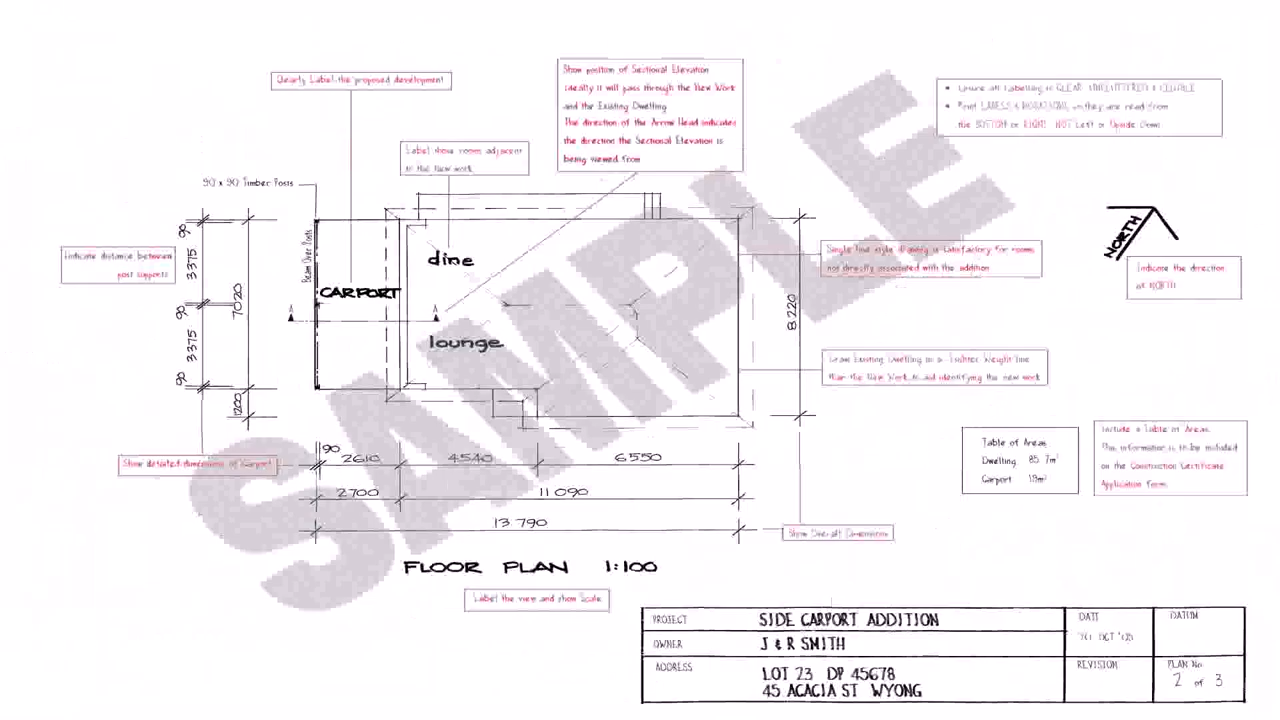 Clearly Label the proposed development
Show position of Sectional Elevation
Ideally it will pass through the New Work
and the Existing Dwelling
The direction of the Arrow Head indicates
the direction the Sectional Elevation is
being viewed from
Ensure all Labelling is CLEAR UNCLUTTERED & LEGIBLE
Print LABELS & NOTATIONS so they are read from
the BOTTOM or RIGHT NOT Left or Upside Down
Label those rooms adjacent
to the New work
90 x 90 Timber Posts
Indicate distance between
post supports
90
3375
90
3375
90
7020
1200
Beam Over Posts
CARPORT
dine
lounge
A
A
SAMPLE
8220
Single line style drawing is satisfactory for rooms
not directly associated with the addition
NORTH
Indicate the direction
of NORTH
Draw Existing Dwelling in a Lighter Weight line
than the New Work to aid identifying the new work
Show detailed dimensions of Carport
90
2610
4540
6550
2700
11090
13790
Table of Areas
Dwelling 85.7m²
Carport 19m²
Include a Table of Areas
This information is to be included
on the Construction Certificate
Application form
Show Overall Dimensions
FLOOR PLAN 1:100
Label the view and show Scale
PROJECT SIDE CARPORT ADDITION
OWNER J & R SMITH
ADDRESS LOT 23 DP 45678
45 ACACIA ST WYONG
DATE
DATUM
REVISION
PLAN No.
2 of 3